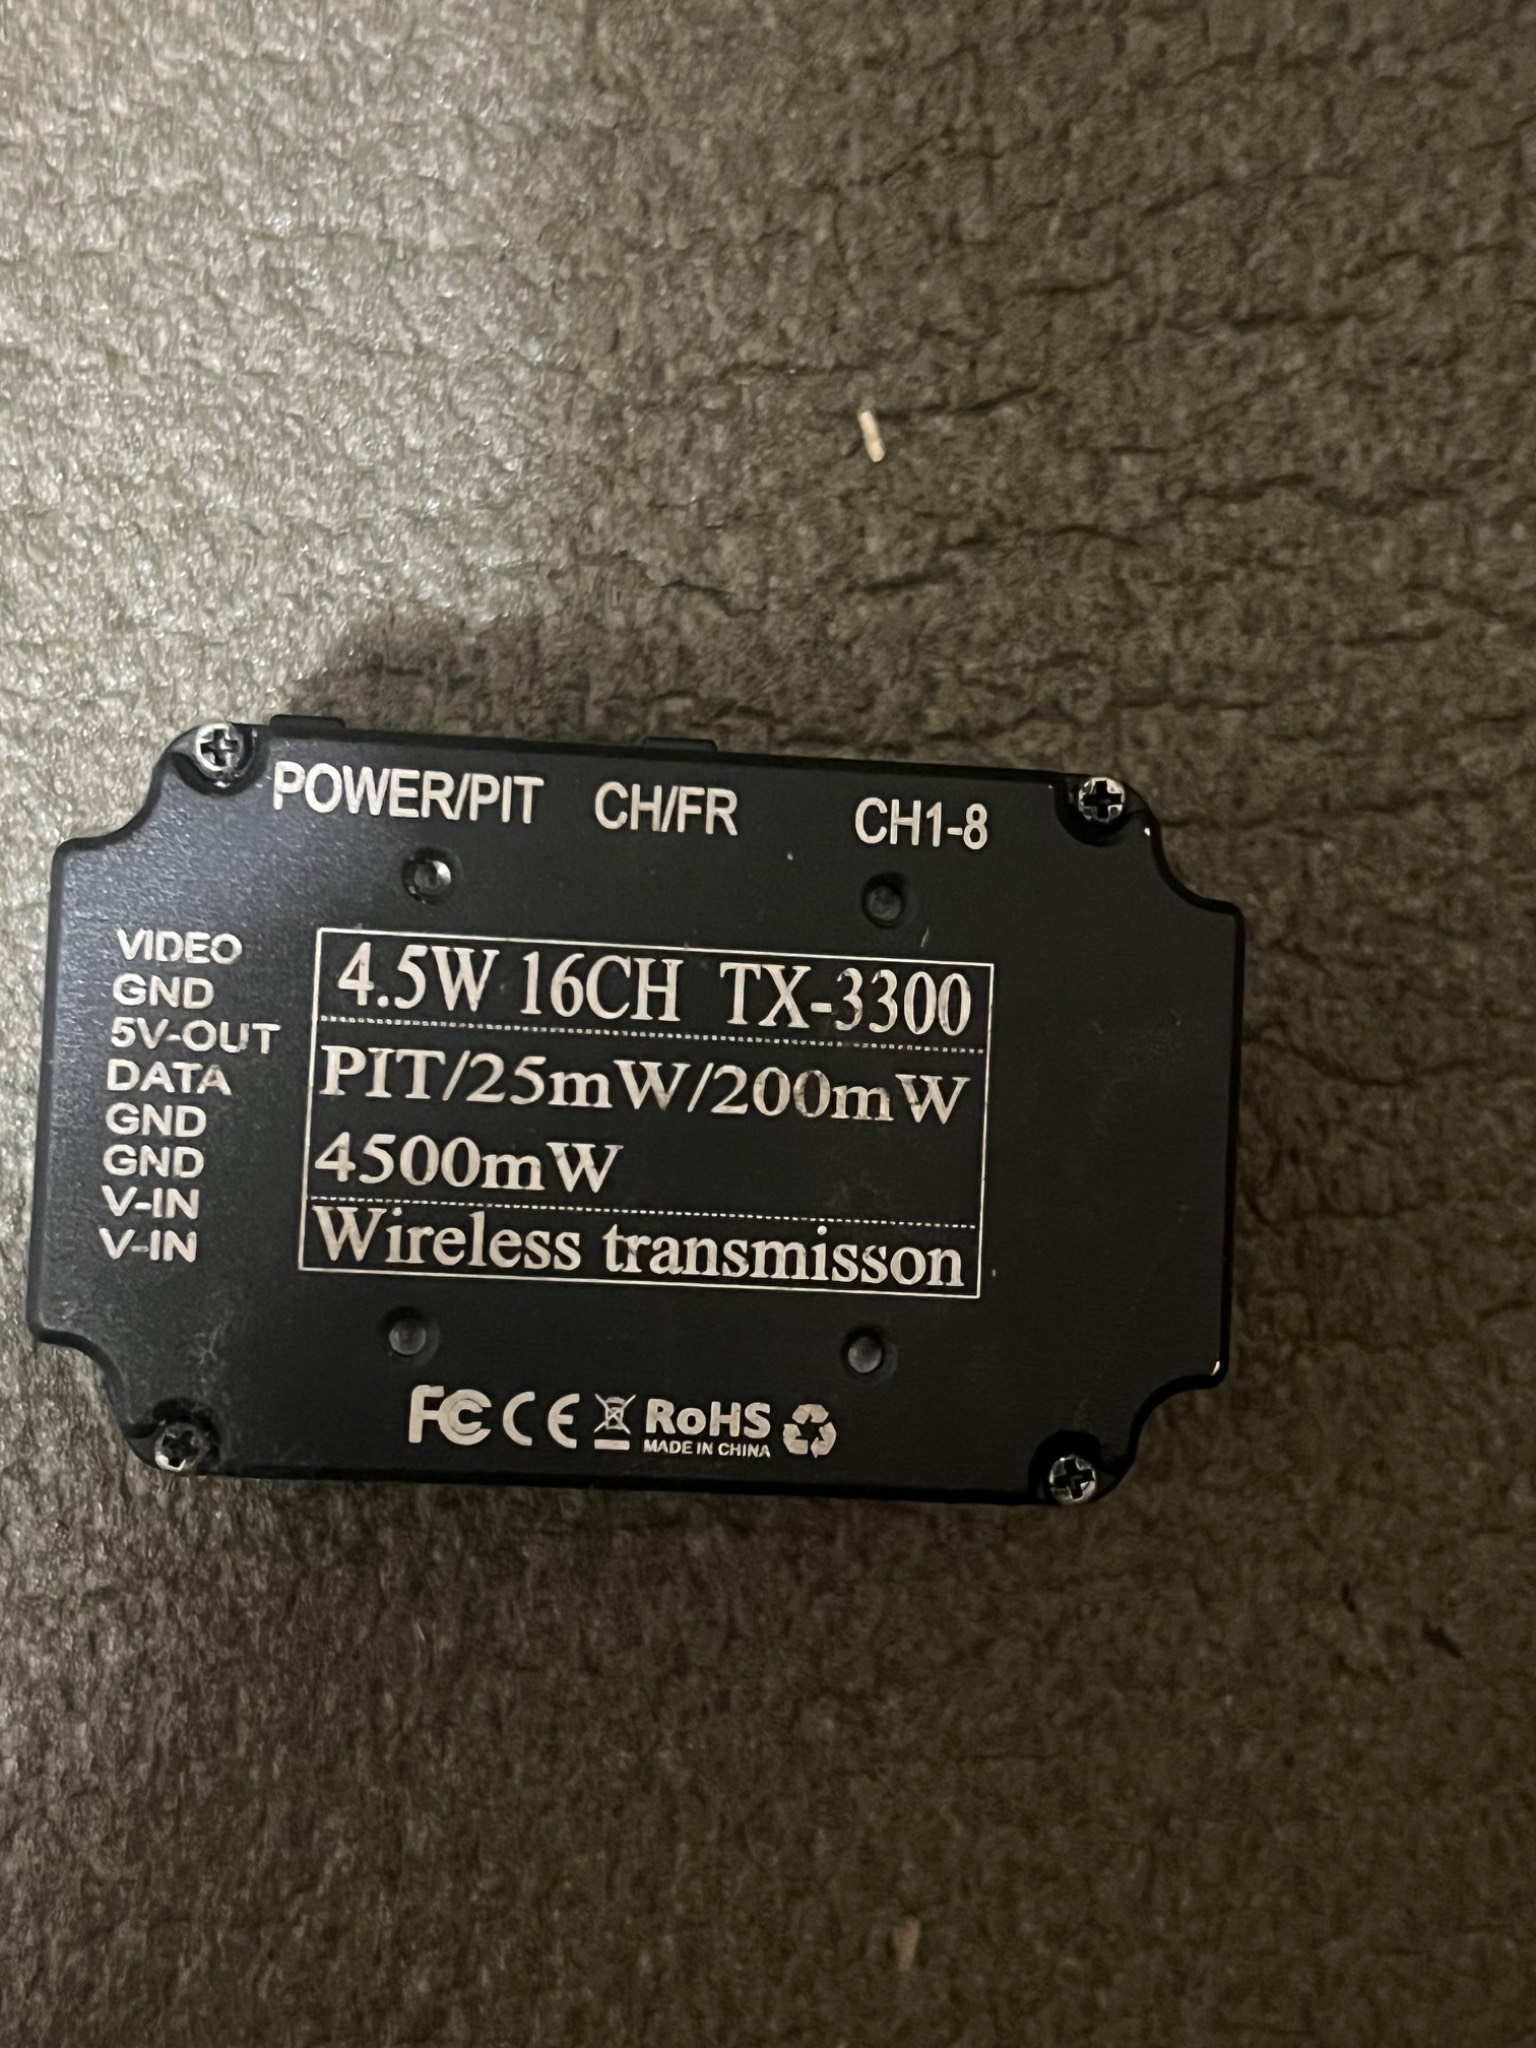 POWER/PIT CH/FR CH1-8
VIDEO
GND
5V-OUT
DATA
GND
GND
V-IN
V-IN
4.5W 16CH TX-3300
PIT/25mW/200mW
4500mW
Wireless transmisson
FC CE RoHS
MADE IN CHINA